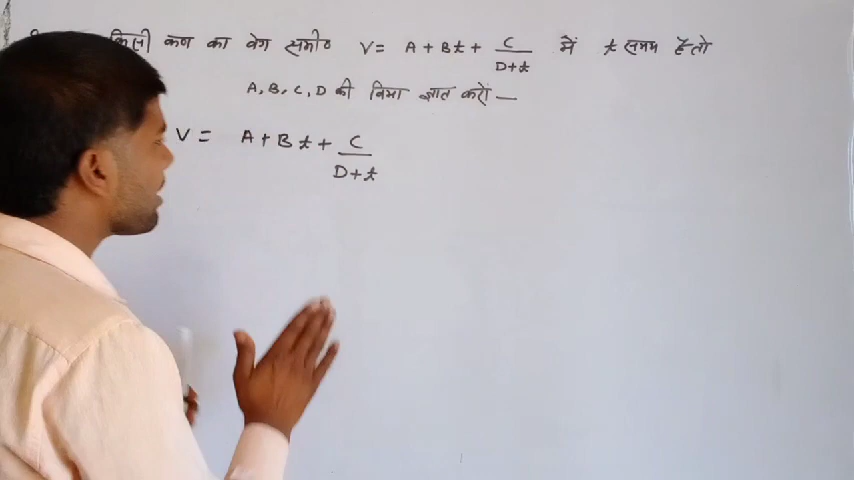 किसी कण का वेग समी० V = A + Bt + C/(D+t) में t समय है तो
A, B, C, D की विमा ज्ञात करो —
V = A + Bt + C/(D+t)